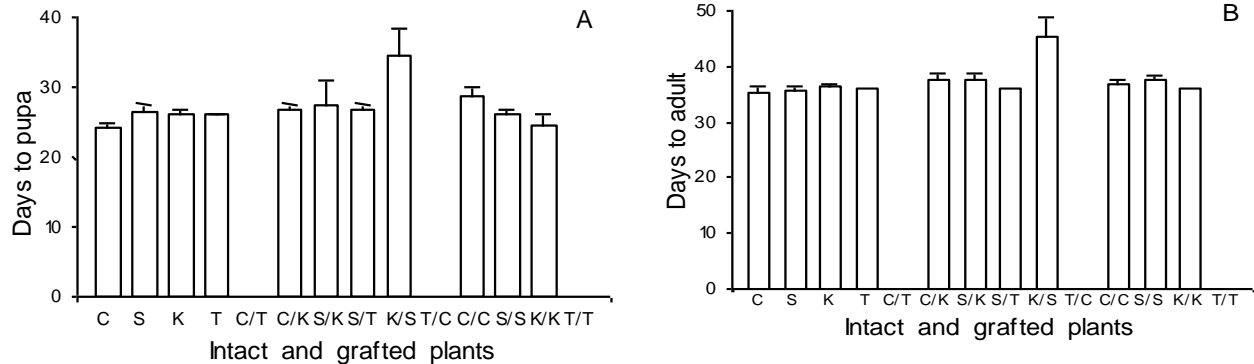 A
Days to pupa
40
30
20
10
0
C S K T C/T C/K S/K S/T K/S T/C C/C S/S K/K T/T
Intact and grafted plants
B
Days to adult
50
40
30
20
10
0
C S K T C/T C/K S/K S/T K/S T/C C/C S/S K/K T/T
Intact and grafted plants